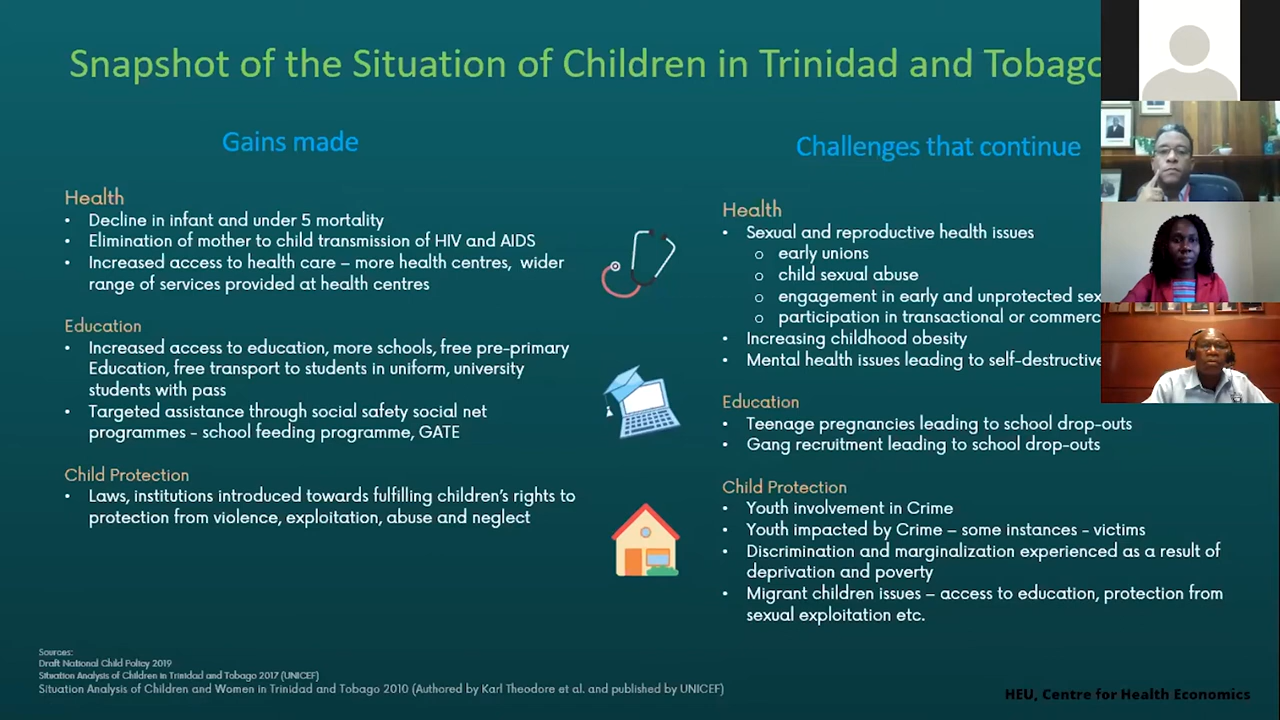 Snapshot of the Situation of Children in Trinidad and Tobago
Gains made
Health
• Decline in infant and under 5 mortality
• Elimination of mother to child transmission of HIV and AIDS
• Increased access to health care – more health centres, wider
range of services provided at health centres
Education
• Increased access to education, more schools, free pre-primary
Education, free transport to students in uniform, university
students with pass
• Targeted assistance through social safety social net
programmes - school feeding programme, GATE
Child Protection
• Laws, institutions introduced towards fulfilling children's rights to
protection from violence, exploitation, abuse and neglect
Challenges that continue
Health
• Sexual and reproductive health issues
o early unions
o child sexual abuse
o engagement in early and unprotected sex
o participation in transactional or commerc
• Increasing childhood obesity
• Mental health issues leading to self-destructive
Education
• Teenage pregnancies leading to school drop-outs
• Gang recruitment leading to school drop-outs
Child Protection
• Youth involvement in Crime
• Youth impacted by Crime – some instances - victims
• Discrimination and marginalization experienced as a result of
deprivation and poverty
• Migrant children issues – access to education, protection from
sexual exploitation etc.
Sources:
Draft National Child Policy 2019
Situation Analysis of Children in Trinidad and Tobago 2017 (UNICEF)
Situation Analysis of Children and Women in Trinidad and Tobago 2010 (Authored by Karl Theodore et al. and published by UNICEF)
HEU, Centre for Health Economics